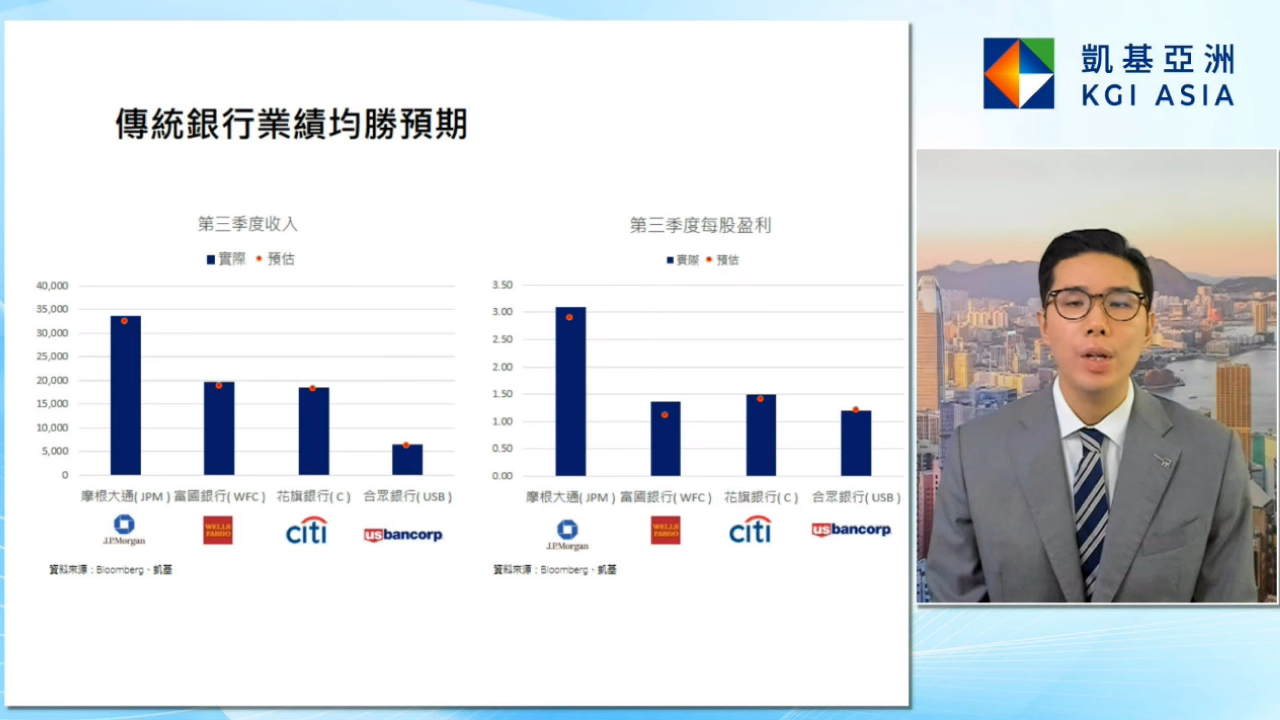 傳統銀行業績均勝預期
第三季度收入
實際 預估
40,000
35,000
30,000
25,000
20,000
15,000
10,000
5,000
0
摩根大通( JPM ) 富國銀行( WFC ) 花旗銀行( C ) 合眾銀行( USB )
J.P.Morgan
WELLS FARGO
citi
usbancorp
資料來源：Bloomberg、凱基
第三季度每股盈利
實際 預估
3.50
3.00
2.50
2.00
1.50
1.00
0.50
0.00
摩根大通( JPM ) 富國銀行( WFC ) 花旗銀行( C ) 合眾銀行( USB )
J.P.Morgan
WELLS FARGO
citi
usbancorp
資料來源：Bloomberg、凱基
凱基亞洲
KGI ASIA